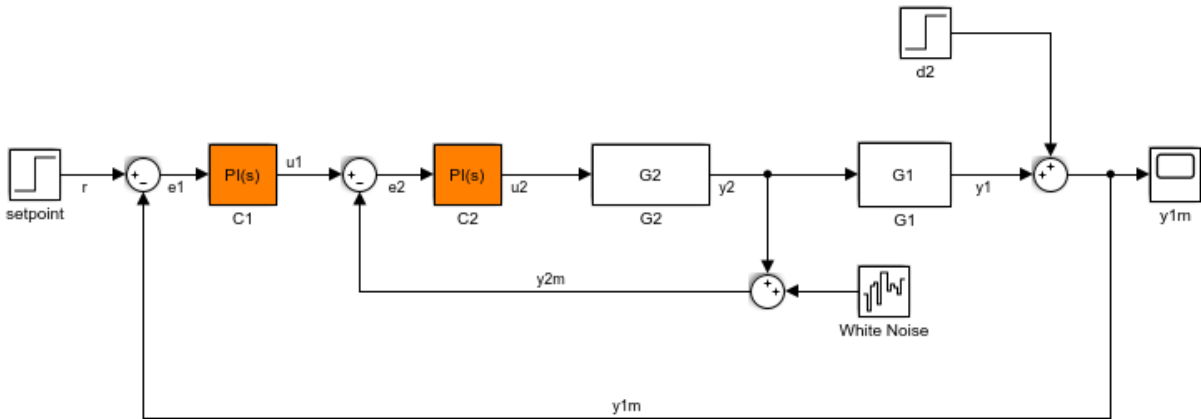 d2
setpoint
r
e1
PI(s)
C1
u1
e2
PI(s)
C2
u2
G2
G2
y2
G1
G1
y1
y1m
y2m
White Noise
y1m